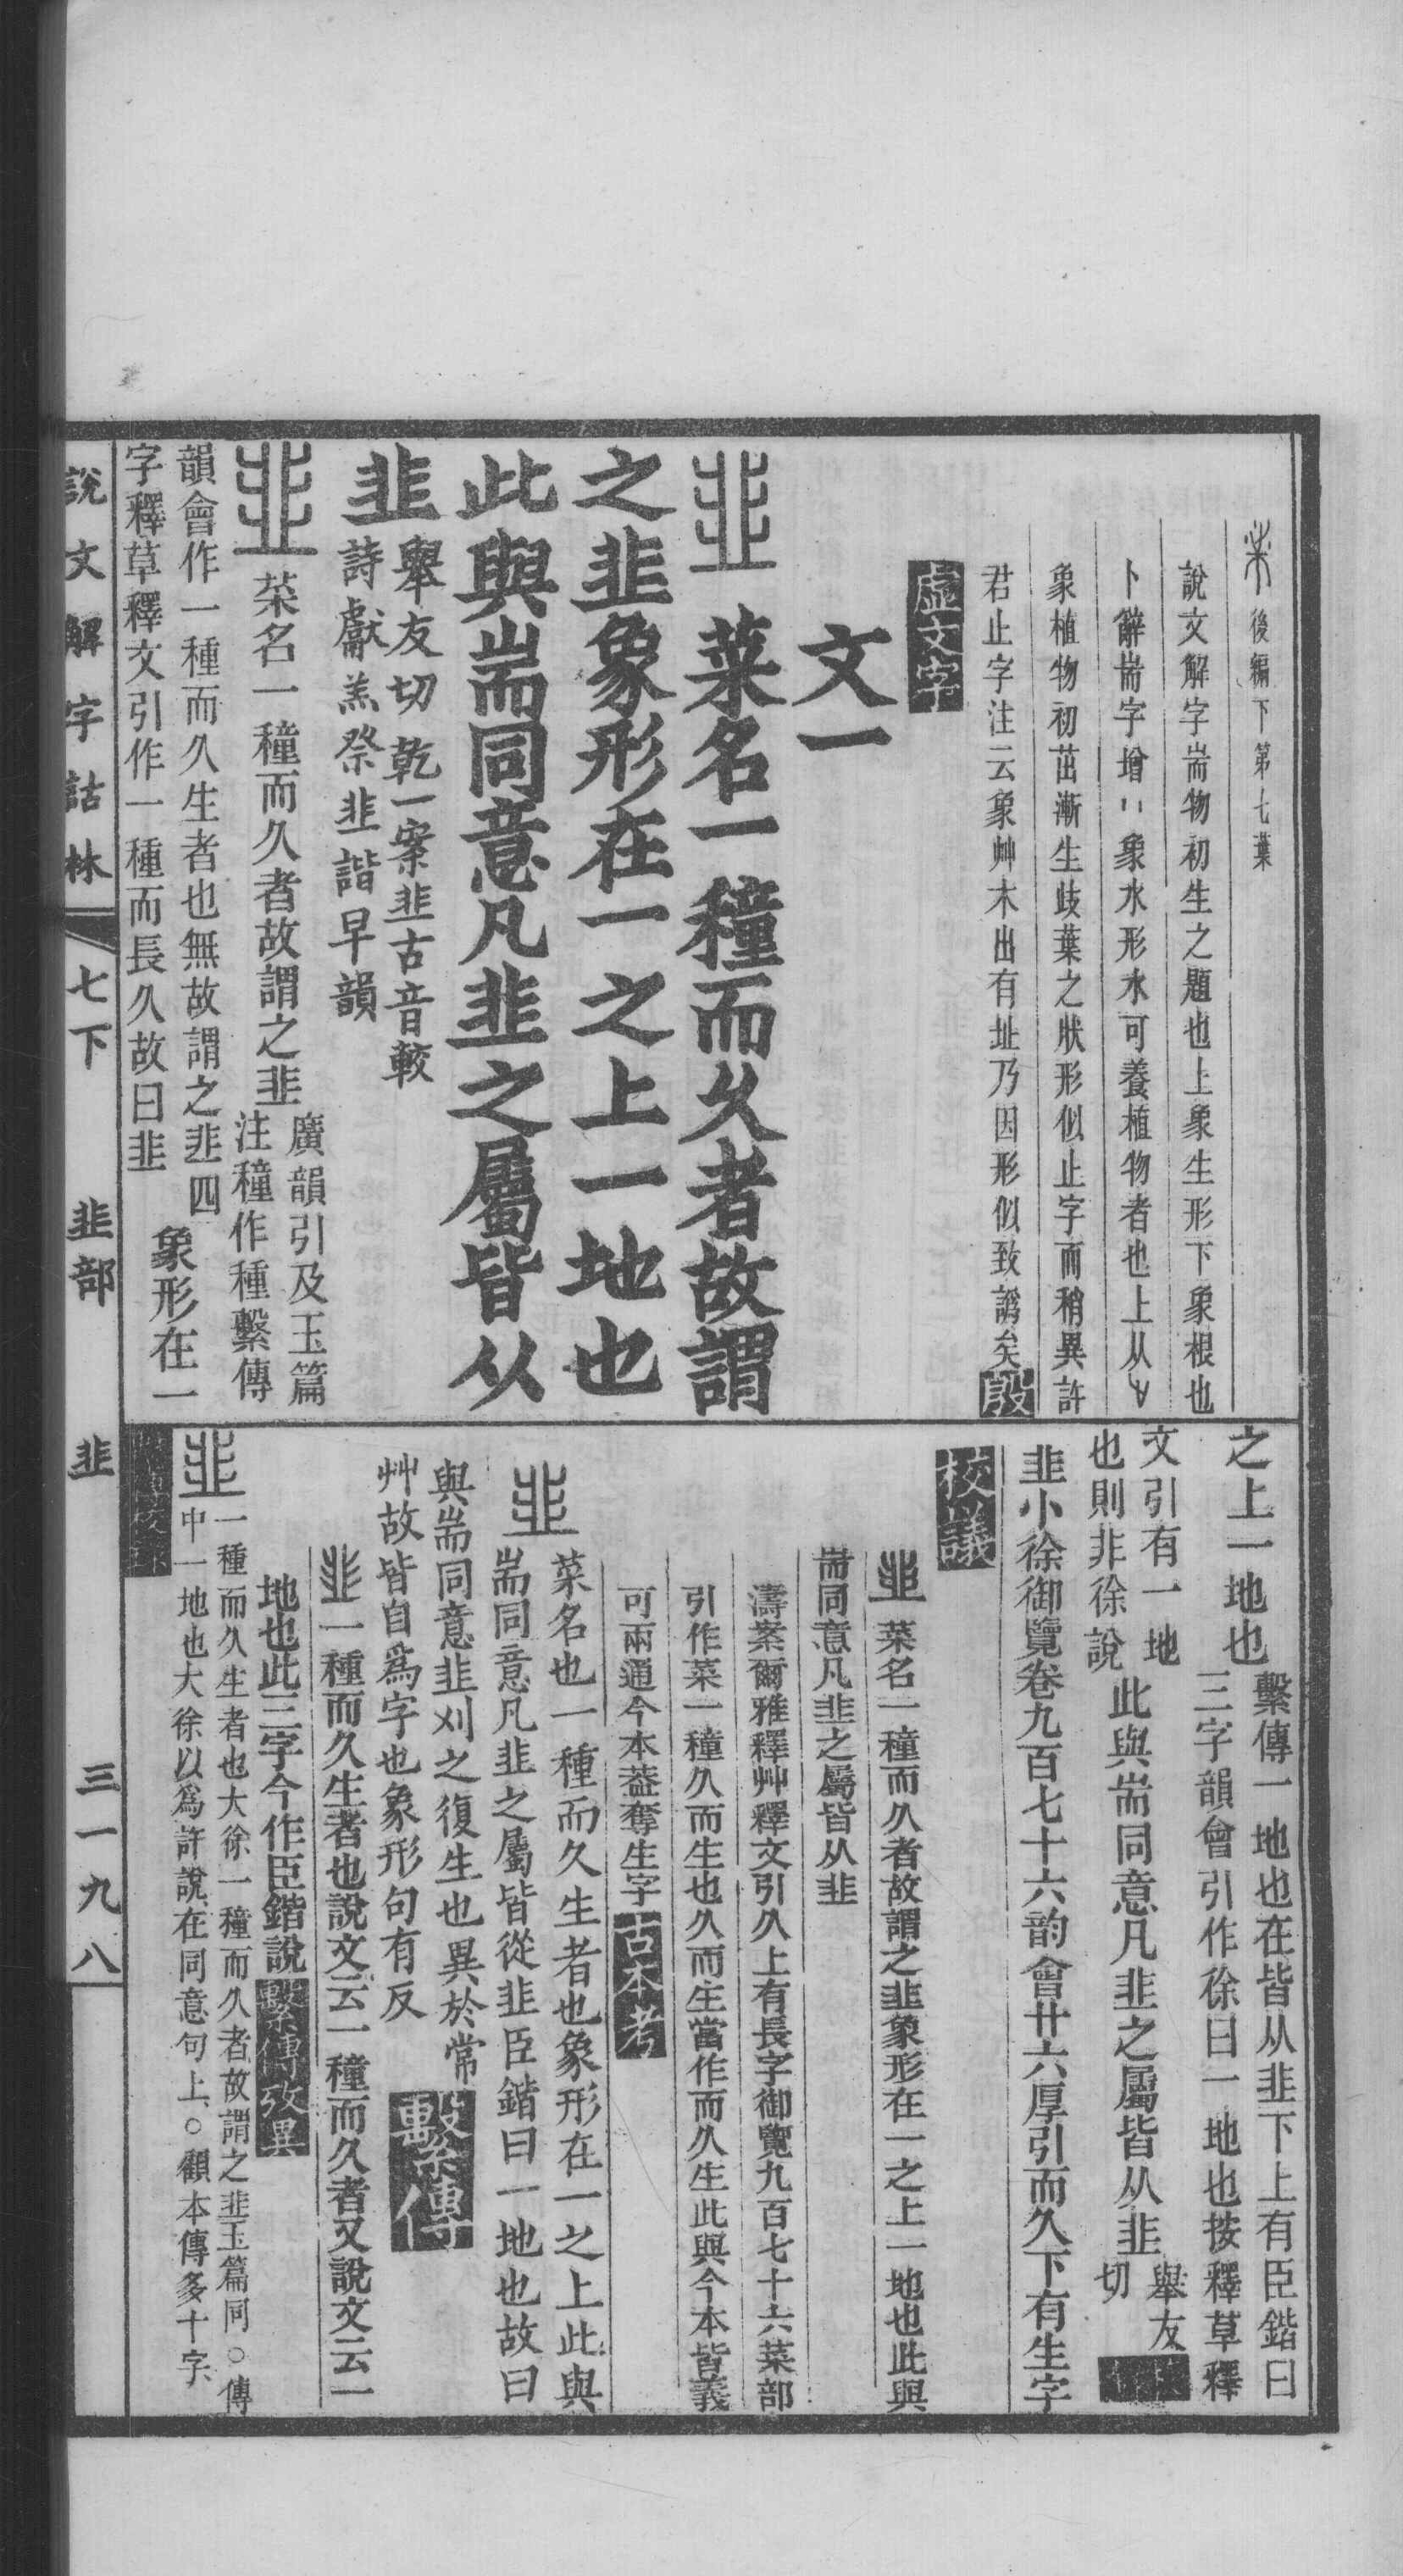 後編下第七葉
說文解字耑物初生之題也上象生形下象根也
卜辭耑字增八象水形水可養植物者也上从
象植物初茁漸生歧葉之狀形似止字而稍異許
君止字注云象艸木出有址乃因形似致譌矣殷
虛文字
文一
韭 菜名一種而久者故謂
之韭象形在一之上一地也
此與耑同意凡韭之屬皆从
韭
舉友切乾一案韭古音較
詩獻羔祭韭諧早韻
韭 菜名一種而久者故謂之韭
廣韻引及玉篇
注穜作種繫傳
韻會作一種而久生者也無故謂之韭四
字釋草釋文引作一種而長久故曰韭
象形在一
之上一地也
繫傳一地也在皆从韭下上有臣鍇曰
三字韻會引作徐曰一地也按釋草釋
文引有一地
也則非徐說
此與耑同意凡韭之屬皆从韭
舉友
切
韭小徐御覽卷九百七十六韵會廿六厚引而久下有生字
校議
韭 菜名一穜而久者故謂之韭象形在一之上一地也此與
耑同意凡韭之屬皆从韭
濤案爾雅釋艸釋文引久上有長字御覽九百七十六菜部
引作菜一種久而生也久而生當作而久生此與今本皆義
可兩通今本葢奪生字古本考
韭 菜名也一種而久生者也象形在一之上此與
耑同意凡韭之屬皆從韭臣鍇曰一地也故曰
與耑同意韭刈之復生也異於常
艸故皆自爲字也象形句有反
繫傳
韭一種而久生者也說文云一種而久者又說文云一
地也此三字今作臣鍇說繫傳攷異
韭
一種而久生者也大徐一種而久者故謂之韭玉篇同○傳
中一地也大徐以爲許說在同意句上○顧本傳多十字
說文解字詁林 七下 韭部 韭 三一九八